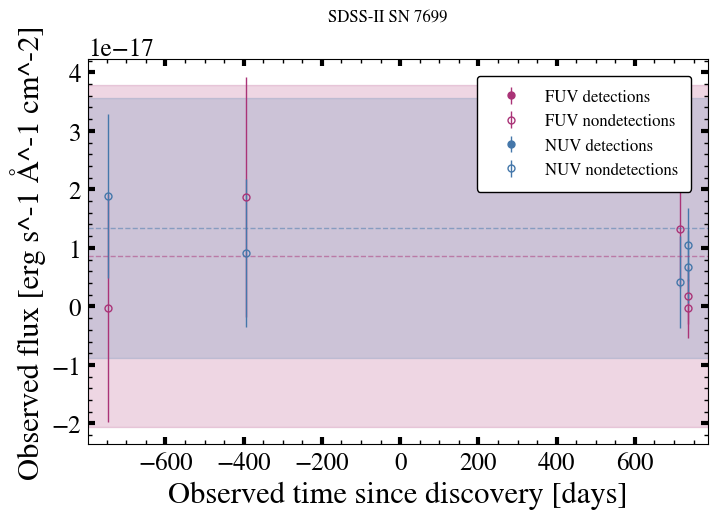 SDSS-II SN 7699
1e−17
4
3
2
1
0
−1
−2
Observed flux [erg s^-1 Å^-1 cm^-2]
FUV detections
FUV nondetections
NUV detections
NUV nondetections
−600 −400 −200 0 200 400 600
Observed time since discovery [days]